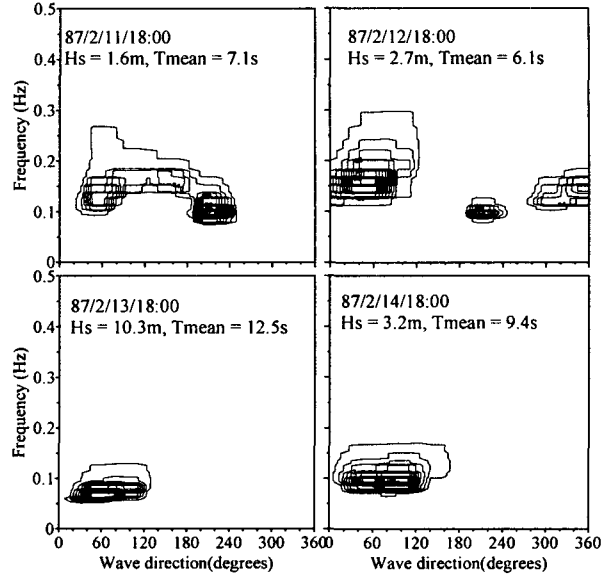 0.5
87/2/11/18:00
Hs = 1.6m, Tmean = 7.1s
0.4
0.3
0.2
0.1
0
Frequency (Hz)
87/2/12/18:00
Hs = 2.7m, Tmean = 6.1s
0.5
87/2/13/18:00
Hs = 10.3m, Tmean = 12.5s
0.4
0.3
0.2
0.1
0
Frequency (Hz)
87/2/14/18:00
Hs = 3.2m, Tmean = 9.4s
0 60 120 180 240 300 360
Wave direction(degrees)
0 60 120 180 240 300 360
Wave direction(degrees)